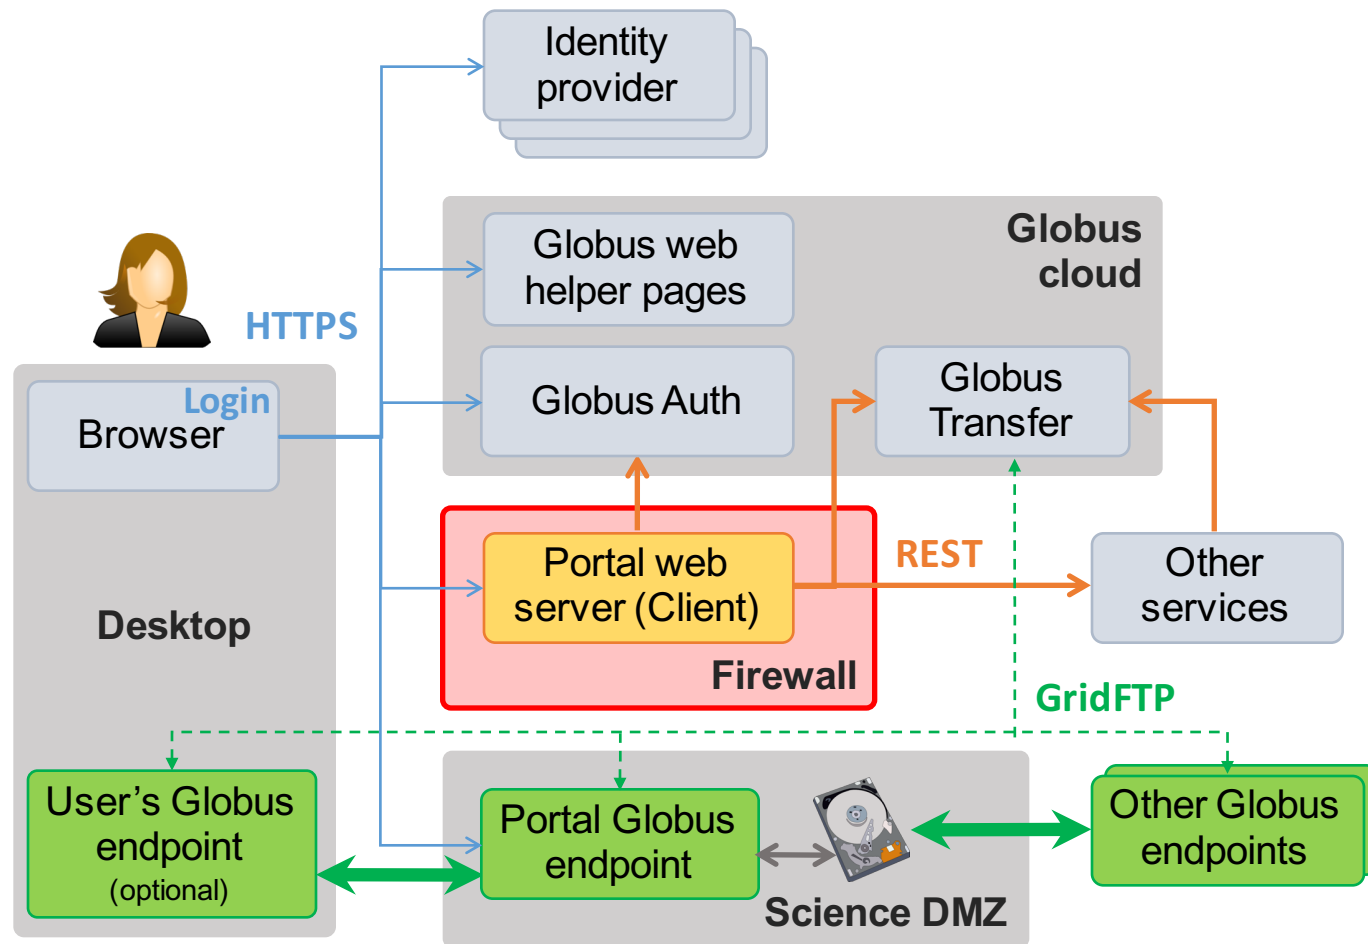 Identity
provider
Globus web
helper pages
Globus
cloud
HTTPS
Login
Browser
Globus Auth
Globus
Transfer
Desktop
Portal web
server (Client)
Firewall
REST
Other
services
GridFTP
User's Globus
endpoint
(optional)
Portal Globus
endpoint
Science DMZ
Other Globus
endpoints